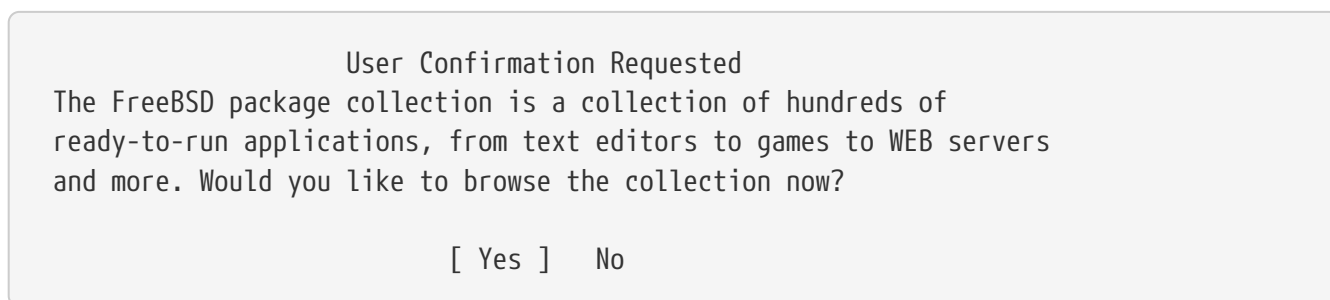 User Confirmation Requested
The FreeBSD package collection is a collection of hundreds of
ready-to-run applications, from text editors to games to WEB servers
and more. Would you like to browse the collection now?
[ Yes ]   No